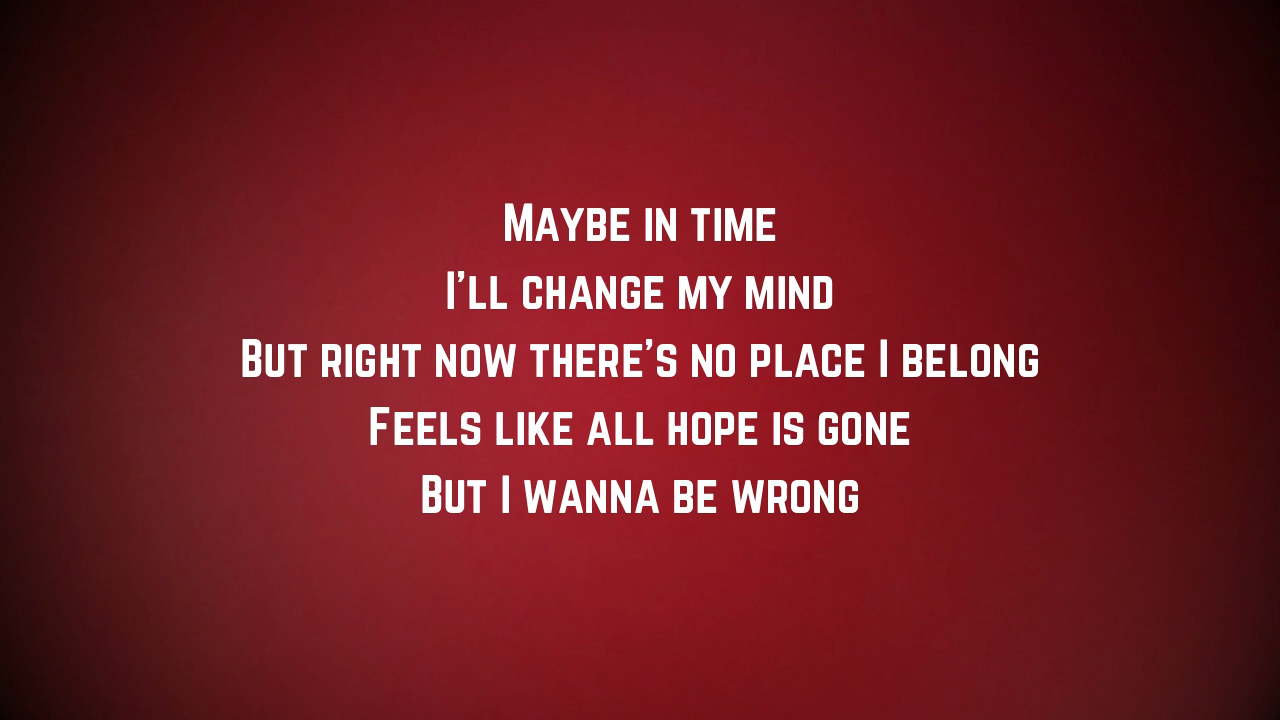 Maybe in time
I'll change my mind
But right now there's no place I belong
Feels like all hope is gone
But I wanna be wrong